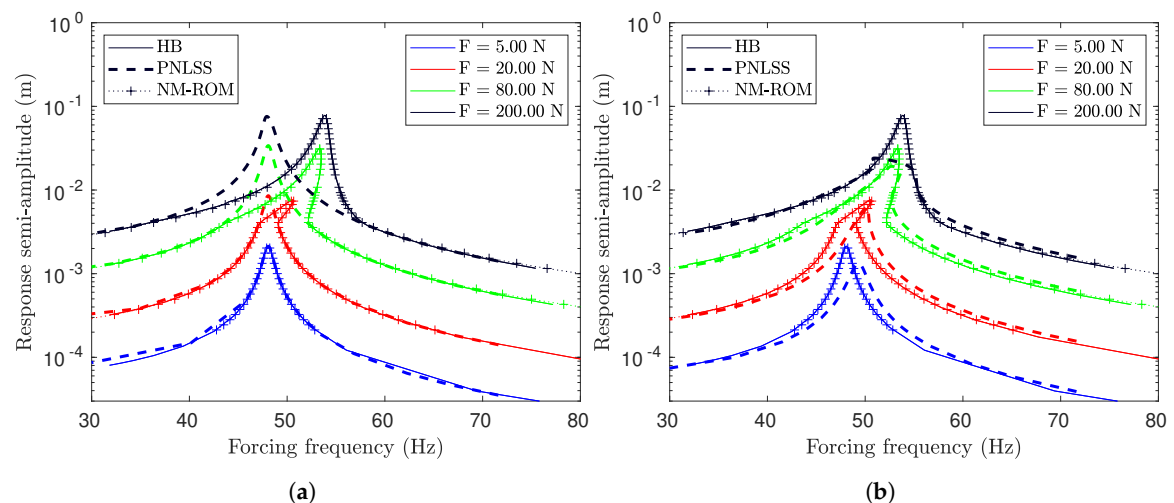 Response semi-amplitude (m)
10^0
10^-1
10^-2
10^-3
10^-4
HB
PNLSS
NM-ROM
F = 5.00 N
F = 20.00 N
F = 80.00 N
F = 200.00 N
30 40 50 60 70 80
Forcing frequency (Hz)
(a)
Response semi-amplitude (m)
10^0
10^-1
10^-2
10^-3
10^-4
HB
PNLSS
NM-ROM
F = 5.00 N
F = 20.00 N
F = 80.00 N
F = 200.00 N
30 40 50 60 70 80
Forcing frequency (Hz)
(b)